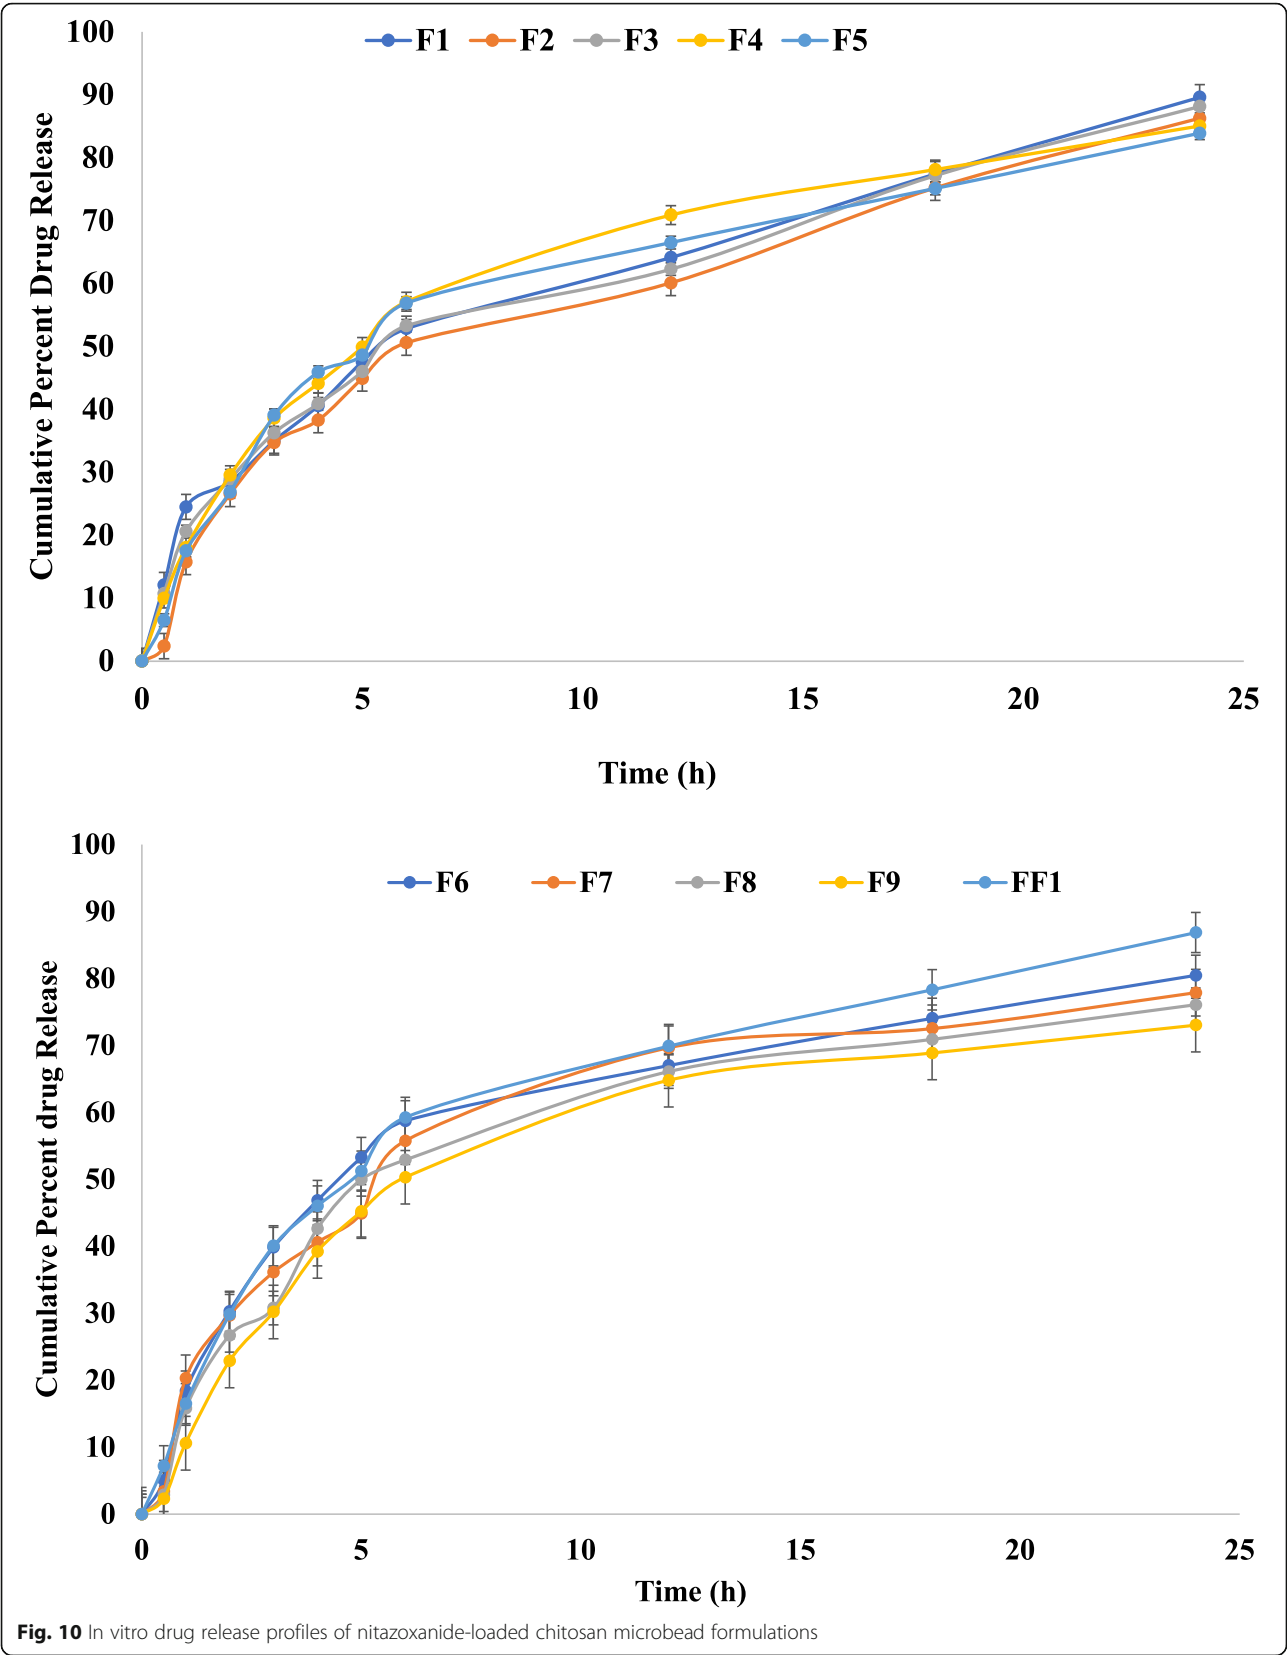 100
F1 F2 F3 F4 F5
90
80
70
60
50
40
30
20
10
0
Cumulative Percent Drug Release
0 5 10 15 20 25
Time (h)
100
F6 F7 F8 F9 FF1
90
80
70
60
50
40
30
20
10
0
Cumulative Percent drug Release
0 5 10 15 20 25
Time (h)
Fig. 10 In vitro drug release profiles of nitazoxanide-loaded chitosan microbead formulations